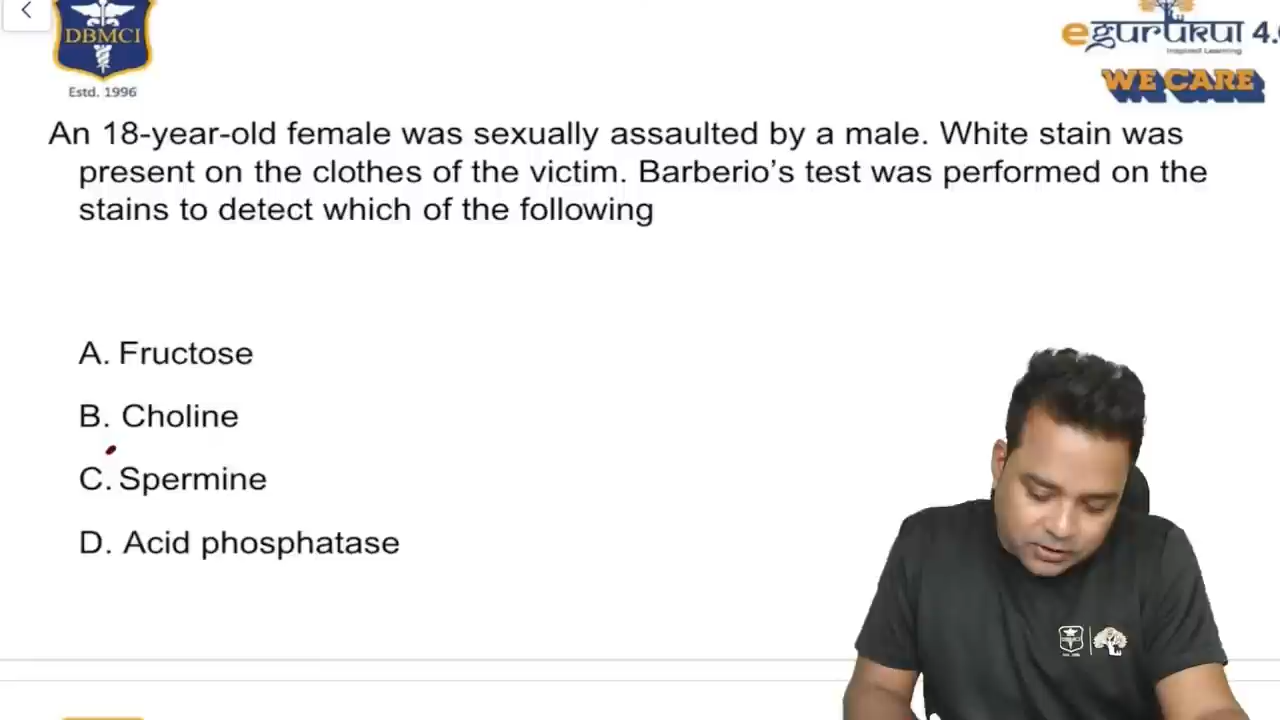 DBMCI
Estd. 1996
eGurukul 4.
Inspired Learning
WE CARE
An 18-year-old female was sexually assaulted by a male. White stain was
present on the clothes of the victim. Barberio’s test was performed on the
stains to detect which of the following
A. Fructose
B. Choline
C. Spermine
D. Acid phosphatase